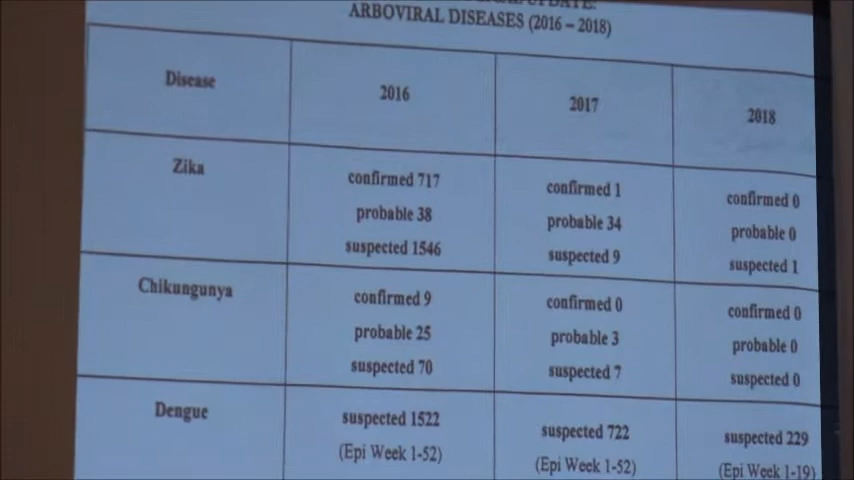 UPDATE:
ARBOVIRAL DISEASES (2016 – 2018)
Disease
2016
2017
2018
Zika
confirmed 717
probable 38
suspected 1546
confirmed 1
probable 34
suspected 9
confirmed 0
probable 0
suspected 1
Chikungunya
confirmed 9
probable 25
suspected 70
confirmed 0
probable 3
suspected 7
confirmed 0
probable 0
suspected 0
Dengue
suspected 1522
(Epi Week 1-52)
suspected 722
(Epi Week 1-52)
suspected 229
(Epi Week 1-19)